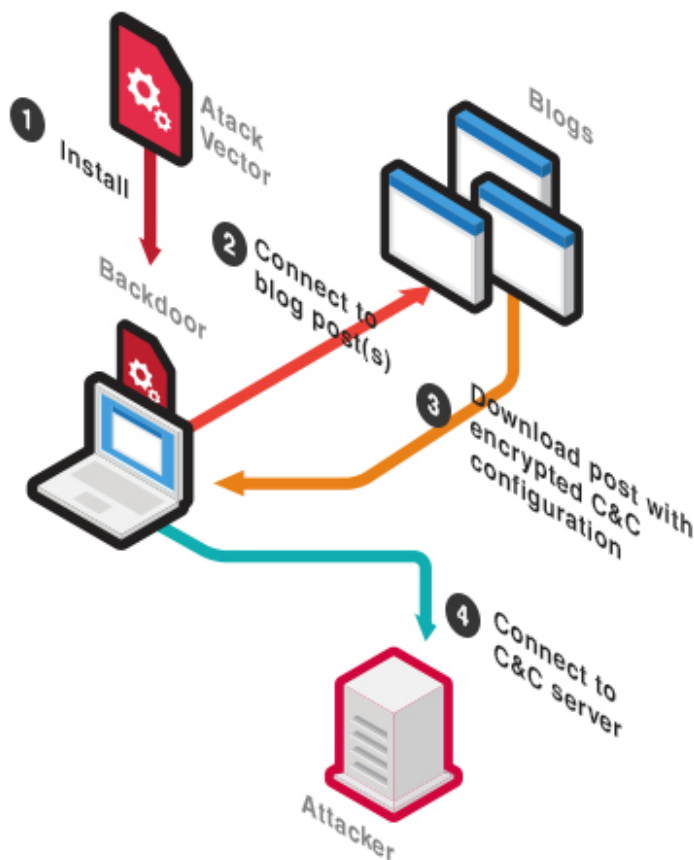 1
Install
Atack
Vector
Blogs
Backdoor
2
Connect to
blog post(s)
3
Download post with
encrypted C&C
configuration
4
Connect to
C&C server
Attacker